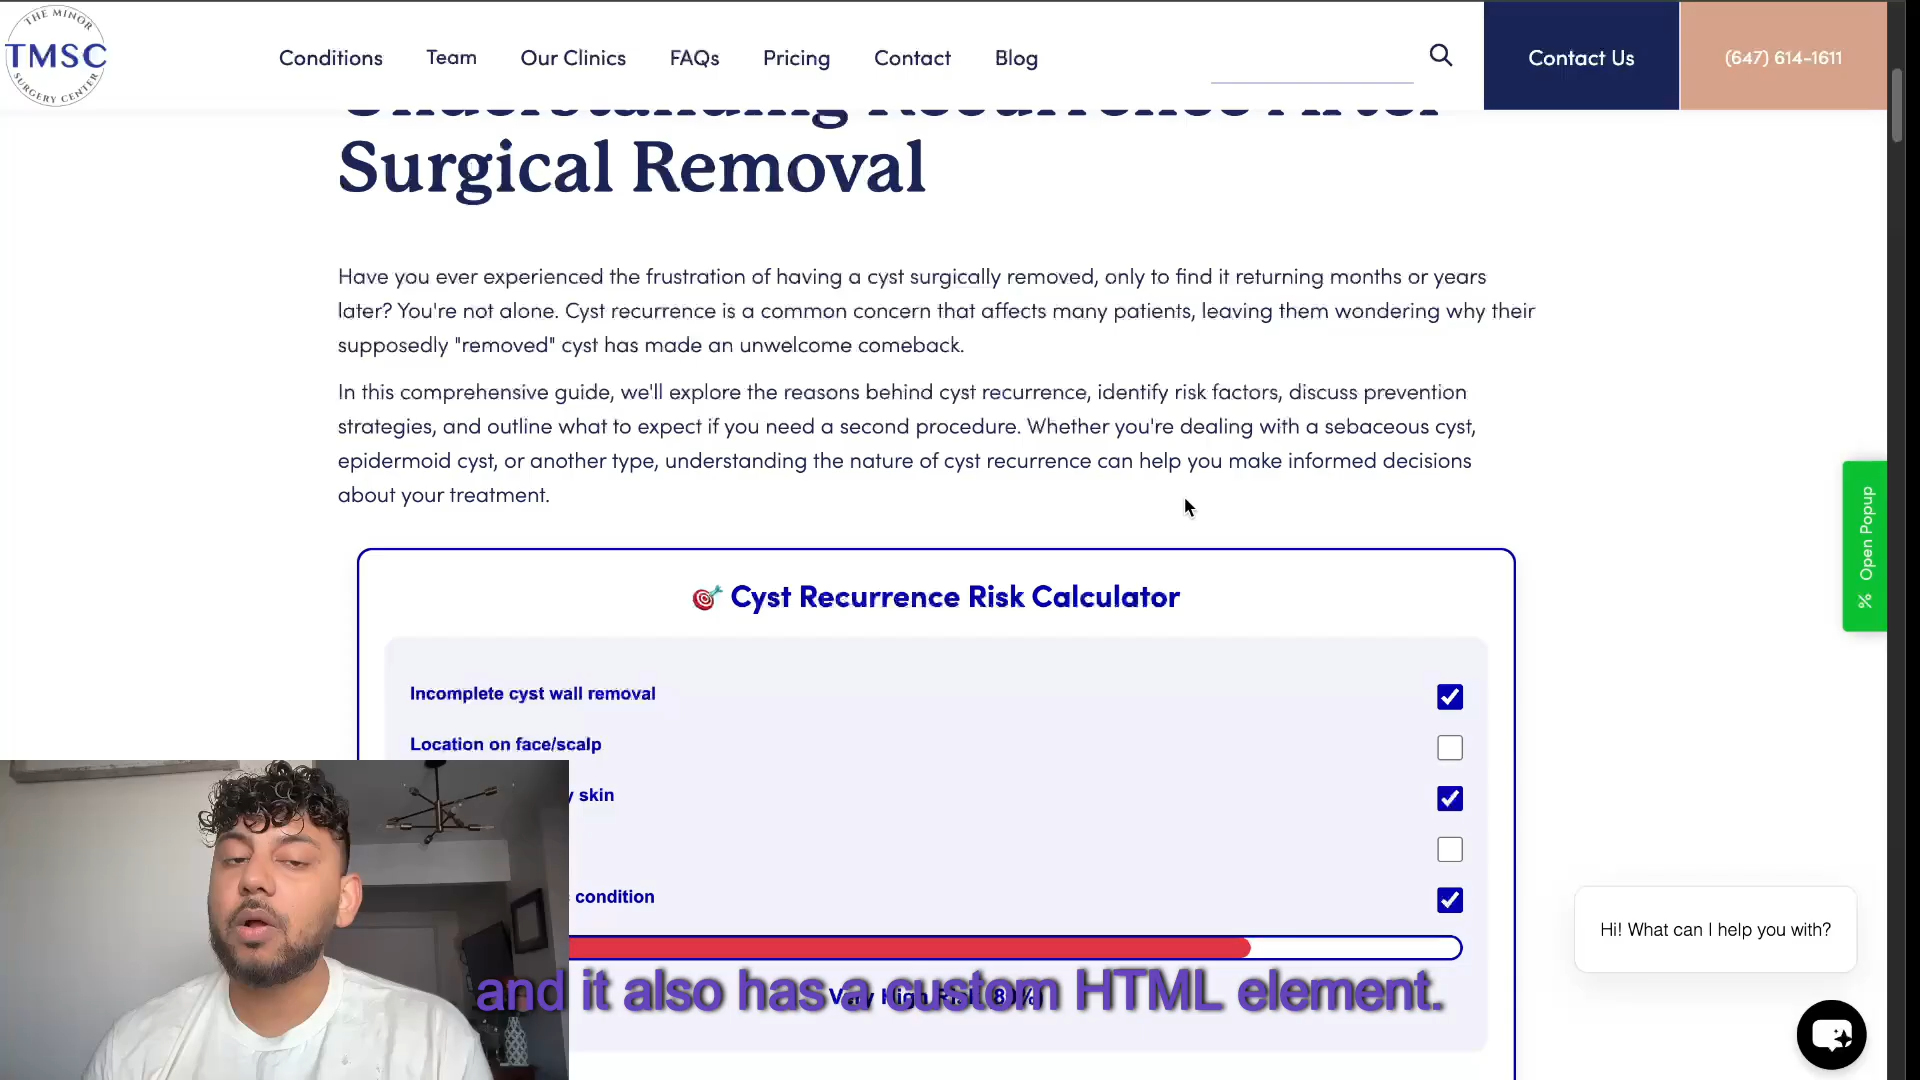 THE MINOR
TMSC
SURGERY CENTER
Conditions
Team
Our Clinics
FAQs
Pricing
Contact
Blog
Contact Us
(647) 614-1611
Understanding Recurrence After
Surgical Removal
Have you ever experienced the frustration of having a cyst surgically removed, only to find it returning months or years
later? You're not alone. Cyst recurrence is a common concern that affects many patients, leaving them wondering why their
supposedly "removed" cyst has made an unwelcome comeback.
In this comprehensive guide, we'll explore the reasons behind cyst recurrence, identify risk factors, discuss prevention
strategies, and outline what to expect if you need a second procedure. Whether you're dealing with a sebaceous cyst,
epidermoid cyst, or another type, understanding the nature of cyst recurrence can help you make informed decisions
about your treatment.
% Open Popup
Cyst Recurrence Risk Calculator
Incomplete cyst wall removal
Location on face/scalp
y skin
condition
Hi! What can I help you with?
Very High Risk (80%)
and it also has a custom HTML element.